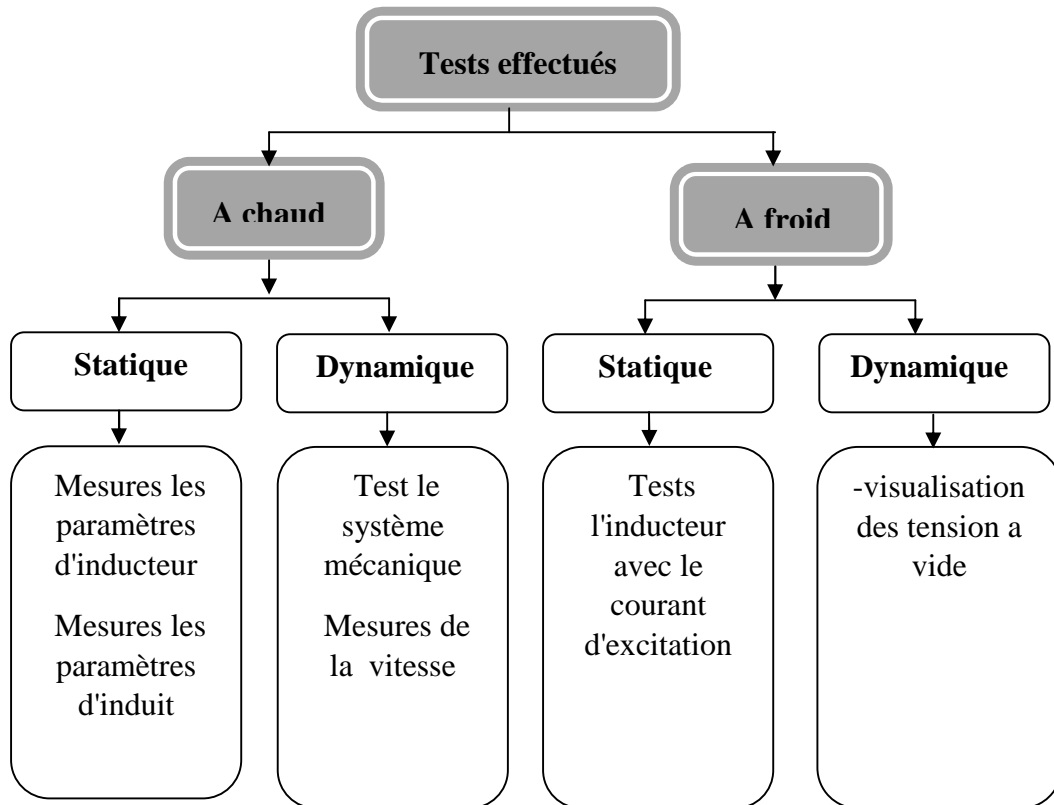 Tests effectués
A chaud
A froid
Statique
Dynamique
Statique
Dynamique
Mesures les
paramètres
d'inducteur
Mesures les
paramètres
d'induit
Test le
système
mécanique
Mesures de
la vitesse
Tests
l'inducteur
avec le
courant
d'excitation
-visualisation
des tension a
vide